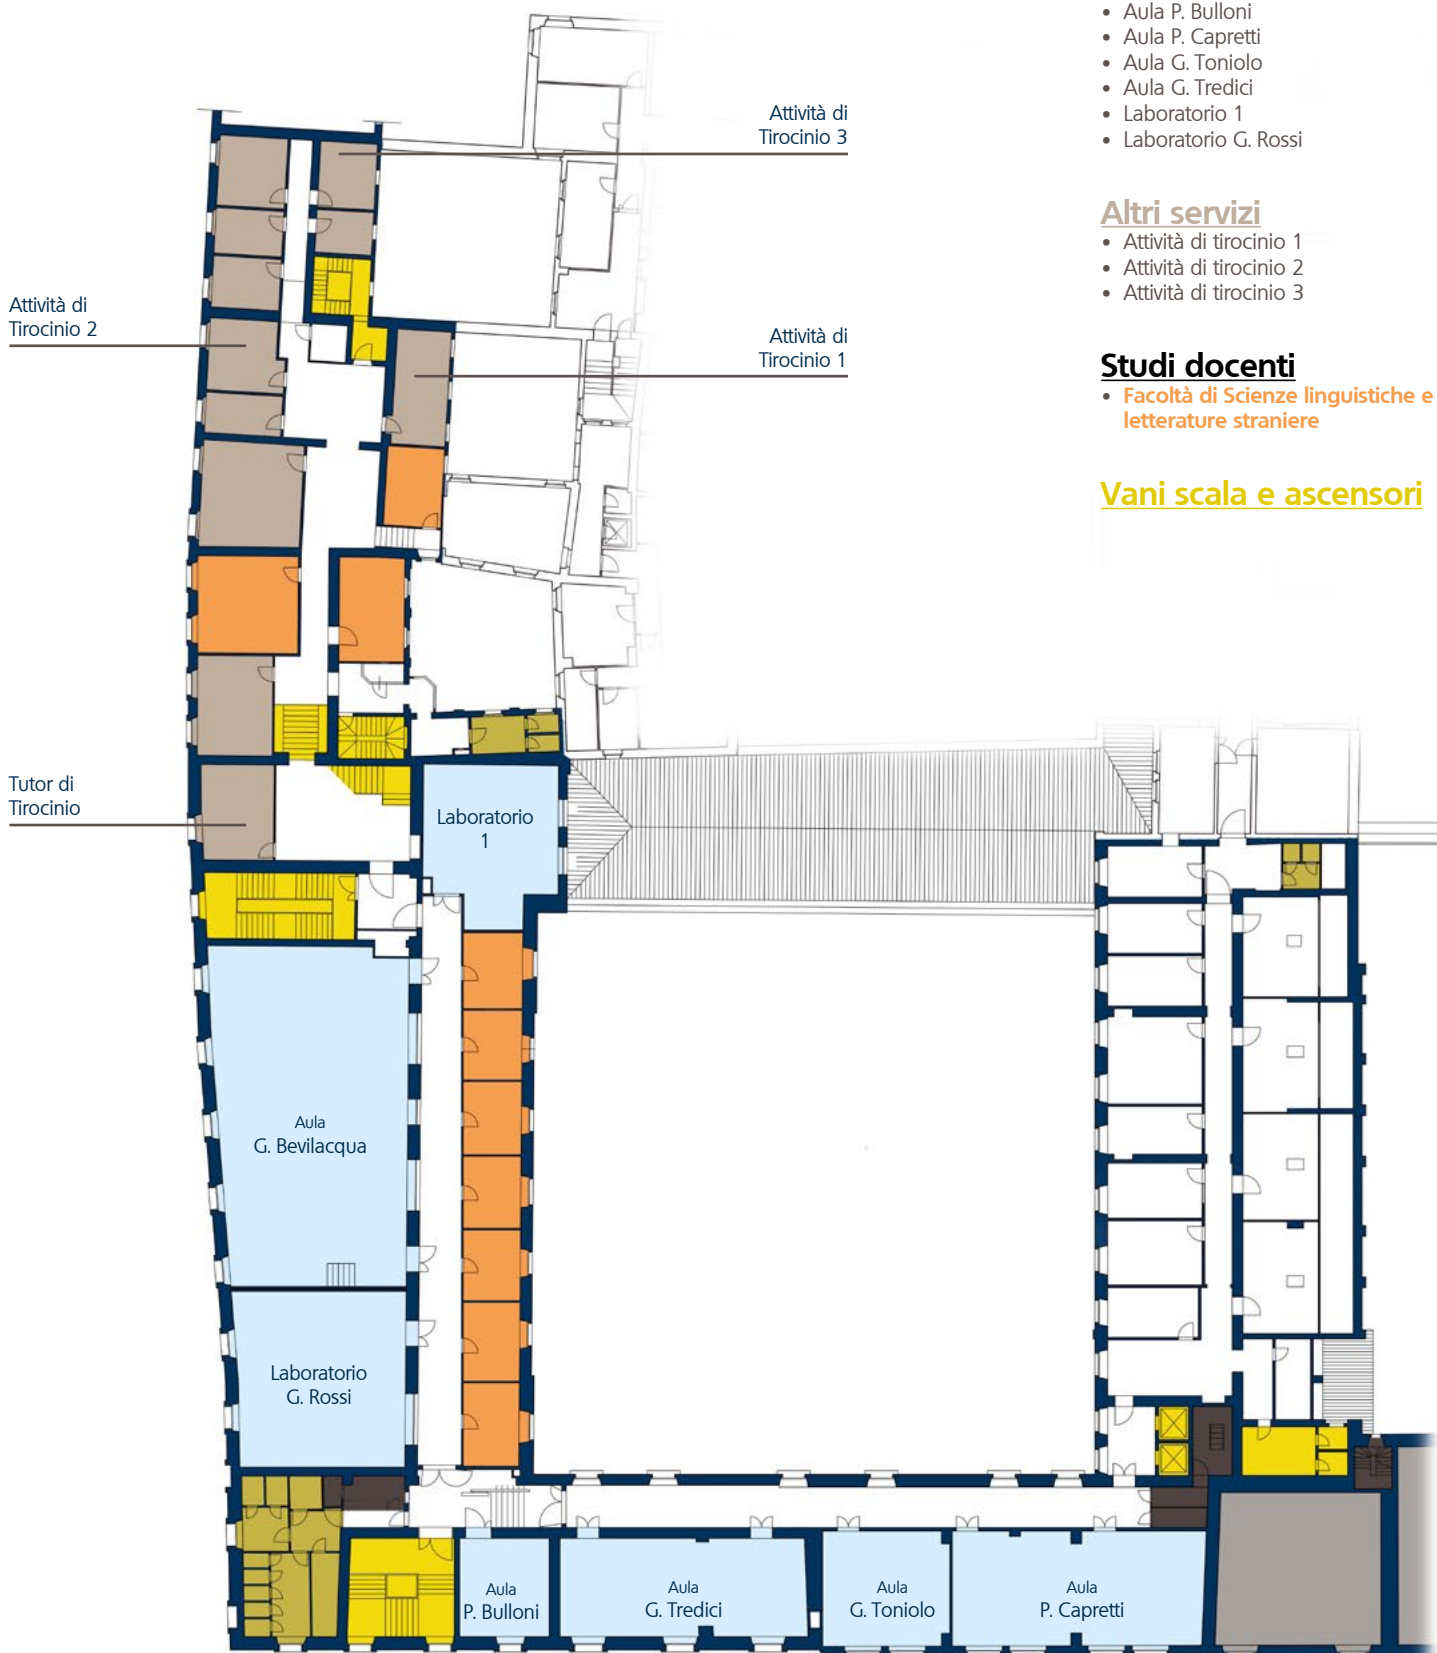 • Aula P. Bulloni
• Aula P. Capretti
• Aula G. Toniolo
• Aula G. Tredici
• Laboratorio 1
• Laboratorio G. Rossi
Altri servizi
• Attività di tirocinio 1
• Attività di tirocinio 2
• Attività di tirocinio 3
Studi docenti
• Facoltà di Scienze linguistiche e
letterature straniere
Vani scala e ascensori
Attività di
Tirocinio 3
Attività di
Tirocinio 2
Attività di
Tirocinio 1
Tutor di
Tirocinio
Laboratorio
1
Aula
G. Bevilacqua
Laboratorio
G. Rossi
Aula
P. Bulloni
Aula
G. Tredici
Aula
G. Toniolo
Aula
P. Capretti